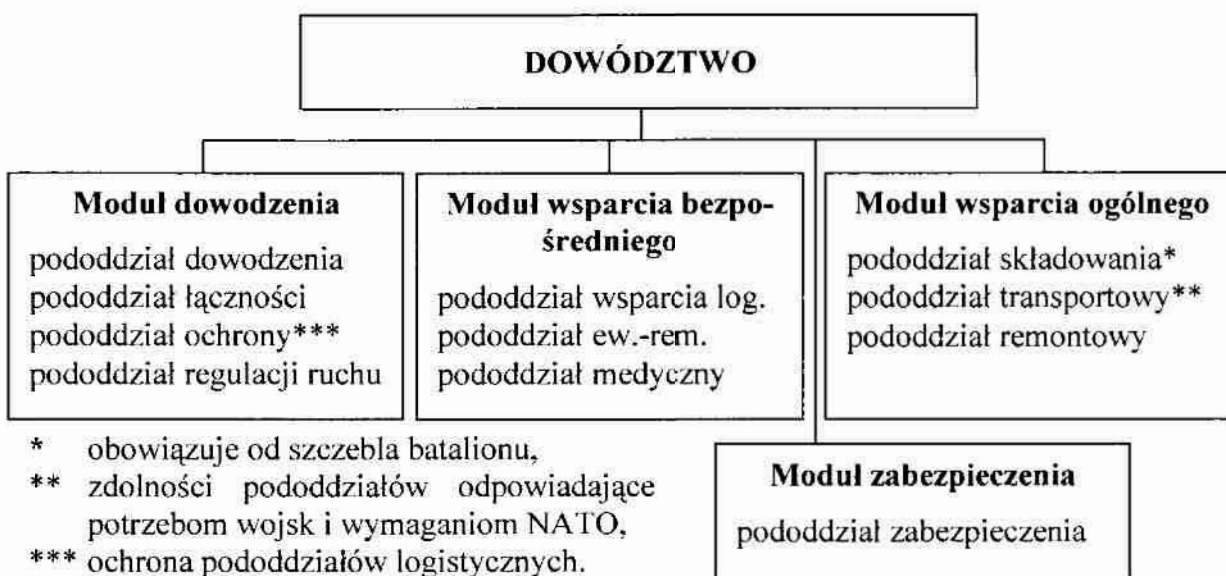 DOWÓDZTWO
Moduł dowodzenia
pododdział dowodzenia
pododdział łączności
pododdział ochrony***
pododdział regulacji ruchu
Moduł wsparcia bezpo-
średniego
pododdział wsparcia log.
pododdział ew.-rem.
pododdział medyczny
Moduł wsparcia ogólnego
pododdział składowania*
pododdział transportowy**
pododdział remontowy
Moduł zabezpieczenia
pododdział zabezpieczenia
* obowiązuje od szczebla batalionu,
** zdolności pododdziałów odpowiadające
potrzebom wojsk i wymaganiom NATO,
*** ochrona pododdziałów logistycznych.